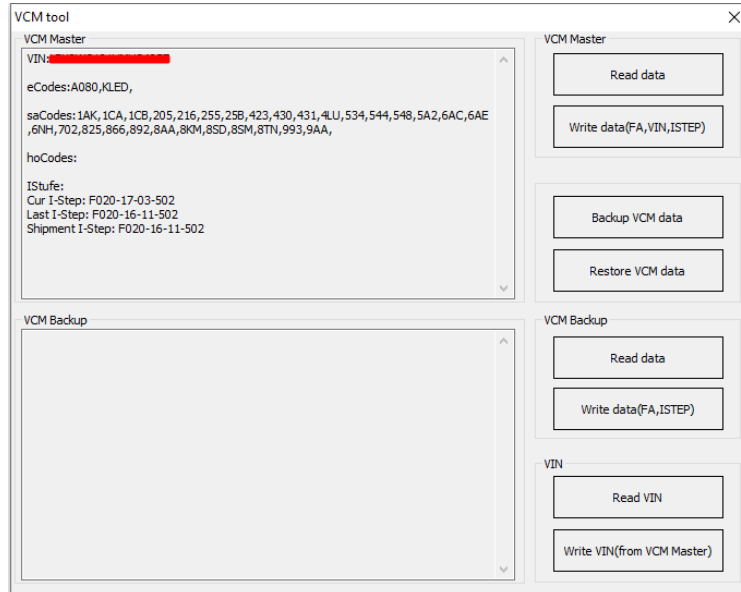 VCM tool
VCM Master
VIN:
eCodes:A080,KLED,
saCodes:1AK,1CA,1CB,205,216,255,25B,423,430,431,4LU,534,544,548,5A2,6AC,6AE
,6NH,702,825,866,892,8AA,8KM,8SD,8SM,8TN,993,9AA,
hoCodes:
IStufe:
Cur I-Step: F020-17-03-502
Last I-Step: F020-16-11-502
Shipment I-Step: F020-16-11-502
VCM Master
Read data
Write data(FA,VIN,ISTEP)
Backup VCM data
Restore VCM data
VCM Backup
VCM Backup
Read data
Write data(FA,ISTEP)
VIN
Read VIN
Write VIN(from VCM Master)